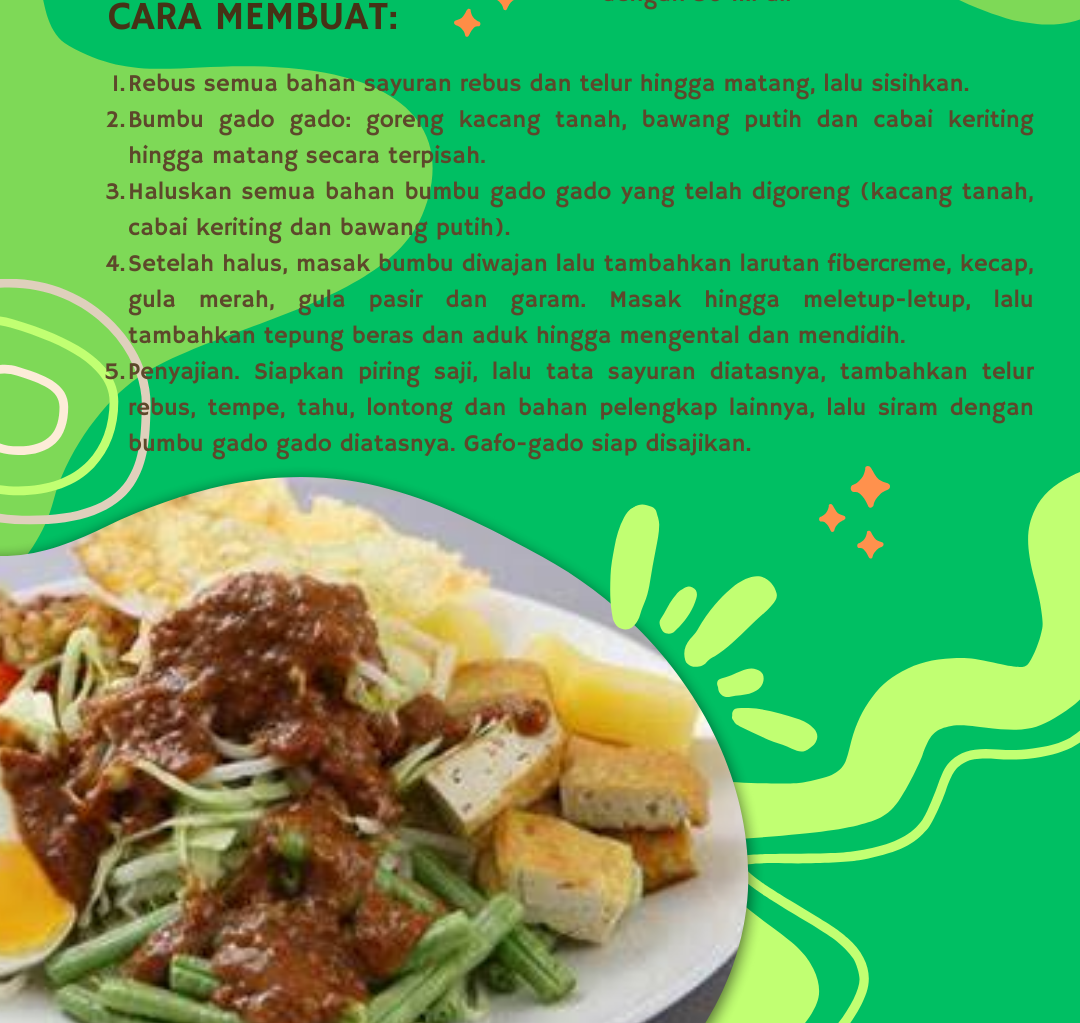 CARA MEMBUAT:
1. Rebus semua bahan sayuran rebus dan telur hingga matang, lalu sisihkan.
2. Bumbu gado gado: goreng kacang tanah, bawang putih dan cabai keriting
hingga matang secara terpisah.
3. Haluskan semua bahan bumbu gado gado yang telah digoreng (kacang tanah,
cabai keriting dan bawang putih).
4. Setelah halus, masak bumbu diwajan lalu tambahkan larutan fibercreme, kecap,
gula merah, gula pasir dan garam. Masak hingga meletup-letup, lalu
tambahkan tepung beras dan aduk hingga mengental dan mendidih.
5. Penyajian. Siapkan piring saji, lalu tata sayuran diatasnya, tambahkan telur
rebus, tempe, tahu, lontong dan bahan pelengkap lainnya, lalu siram dengan
bumbu gado gado diatasnya. Gafo-gado siap disajikan.